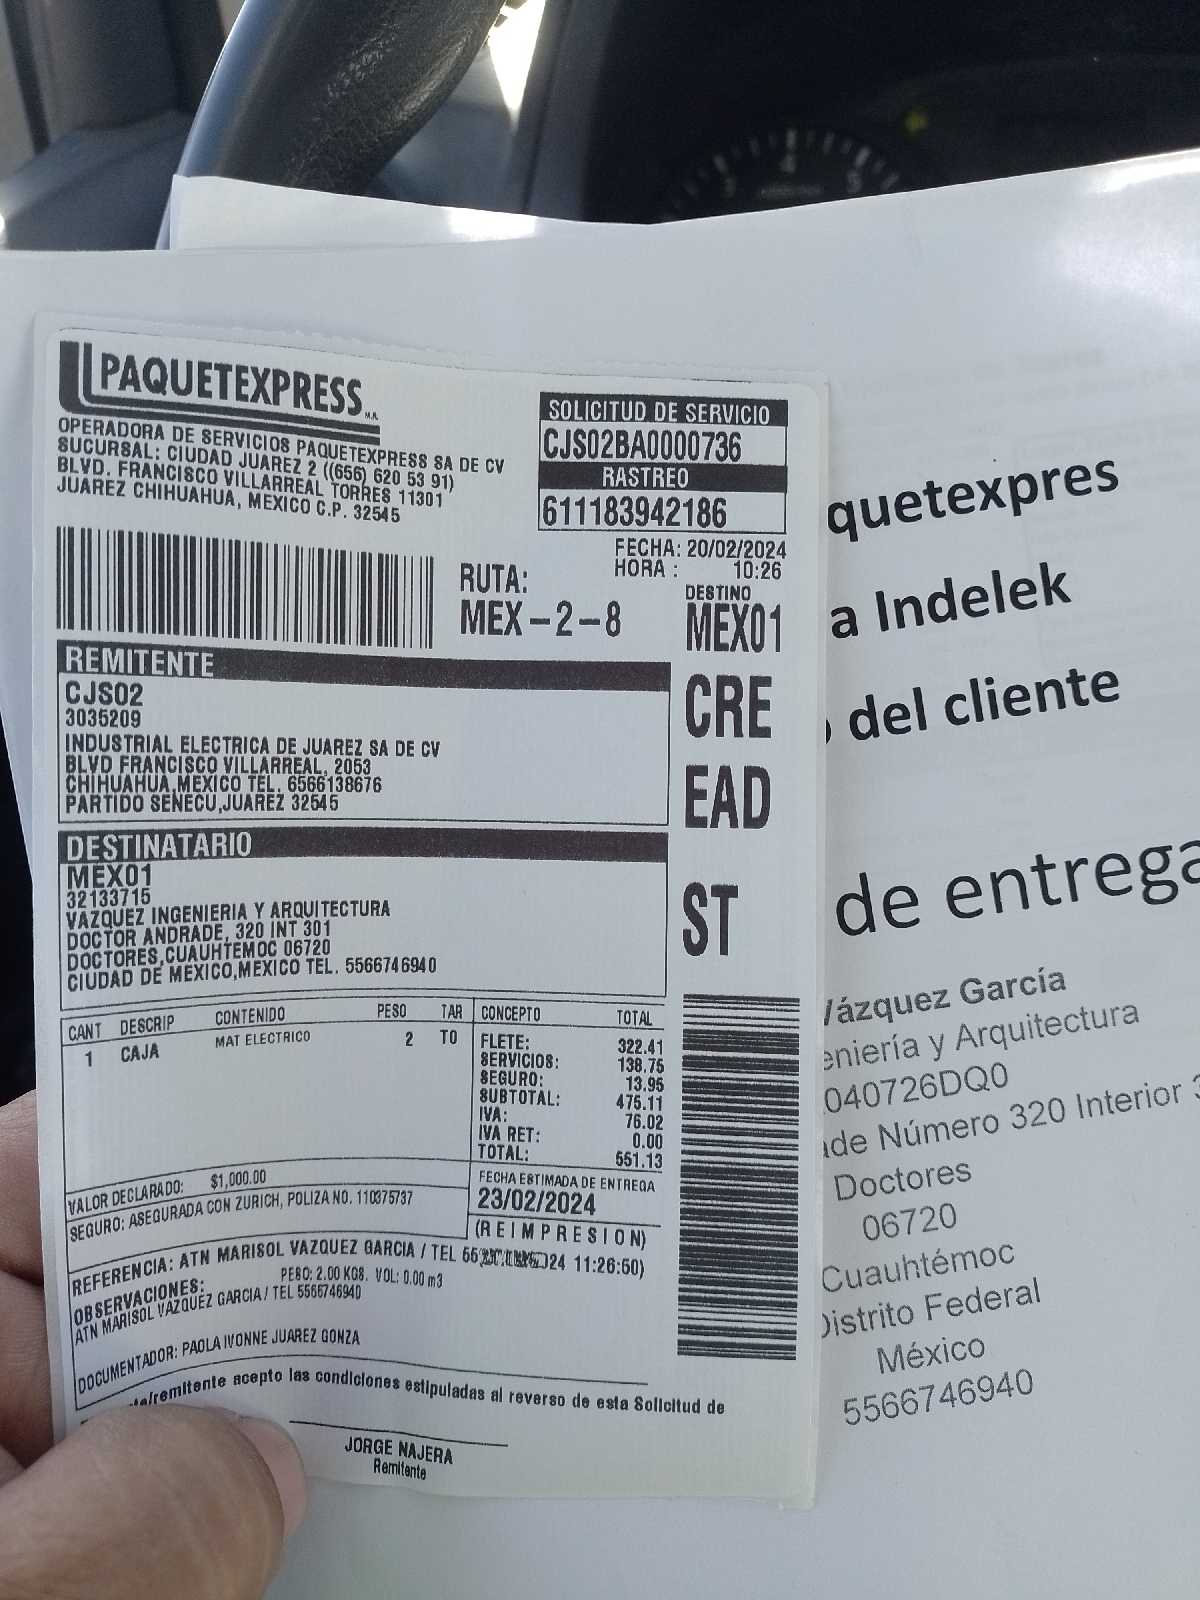 PAQUETEXPRESS M.R.
OPERADORA DE SERVICIOS PAQUETEXPRESS SA DE CV
SUCURSAL: CIUDAD JUAREZ 2 ((656) 620 53 91)
BLVD. FRANCISCO VILLARREAL TORRES 11301
JUAREZ CHIHUAHUA, MEXICO C.P. 32545
SOLICITUD DE SERVICIO
CJS02BA0000736
RASTREO
611183942186
FECHA: 20/02/2024
HORA : 10:26
RUTA:
MEX-2-8
DESTINO
MEX01
CRE
EAD
ST
REMITENTE
CJS02
3035209
INDUSTRIAL ELECTRICA DE JUAREZ SA DE CV
BLVD FRANCISCO VILLARREAL, 2053
CHIHUAHUA,MEXICO TEL. 6566138676
PARTIDO SENECU,JUAREZ 32545
DESTINATARIO
MEX01
32133715
VAZQUEZ INGENIERIA Y ARQUITECTURA
DOCTOR ANDRADE, 320 INT 301
DOCTORES,CUAUHTEMOC 06720
CIUDAD DE MEXICO,MEXICO TEL. 5566746940
CANT DESCRIP CONTENIDO PESO TAR
1 CAJA MAT ELECTRICO 2 TO
CONCEPTO TOTAL
FLETE: 322.41
SERVICIOS: 138.75
SEGURO: 13.95
SUBTOTAL: 475.11
IVA: 76.02
IVA RET: 0.00
TOTAL: 551.13
VALOR DECLARADO: $1,000.00
SEGURO: ASEGURADA CON ZURICH, POLIZA NO. 110375737
FECHA ESTIMADA DE ENTREGA
23/02/2024
(REIMPRESION)
REFERENCIA: ATN MARISOL VAZQUEZ GARCIA / TEL 24 11:26:50)
OBSERVACIONES: PESO: 2.00 KGS. VOL: 0.00 m3
ATN MARISOL VAZQUEZ GARCIA / TEL 5566746940
DOCUMENTADOR: PAOLA IVONNE JUAREZ GONZA
te/remitente acepto las condiciones estipuladas al reverso de esta Solicitud de
JORGE NAJERA
Remitente
quetexpres
a Indelek
del cliente
de entrega
Vázquez García
eniería y Arquitectura
040726DQ0
ade Número 320 Interior 3
Doctores
06720
Cuauhtémoc
Distrito Federal
México
5566746940
4
5